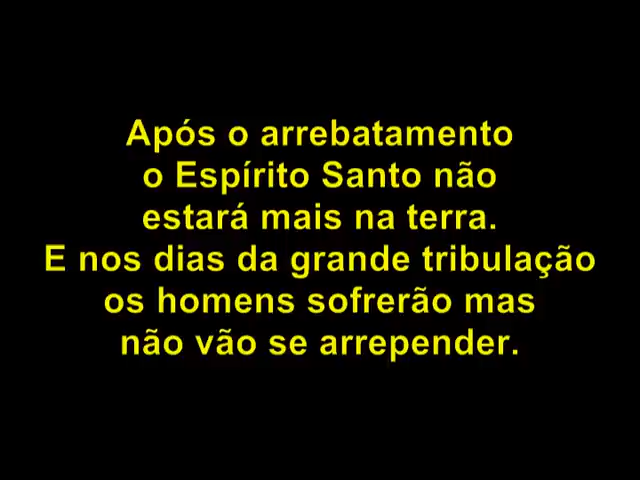 Após o arrebatamento
o Espírito Santo não
estará mais na terra.
E nos dias da grande tribulação
os homens sofrerão mas
não vão se arrepender.